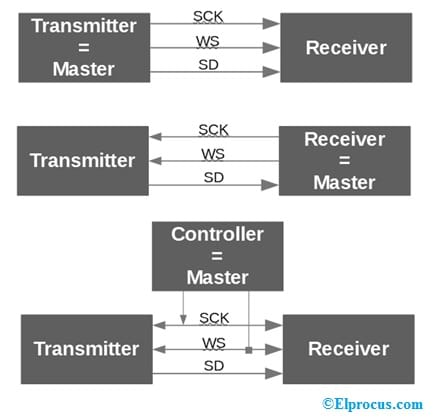 Transmitter
=
Master
SCK
WS
SD
Receiver
Transmitter
SCK
WS
SD
Receiver
=
Master
Controller
=
Master
Transmitter
SCK
WS
SD
Receiver
©Elprocus.com